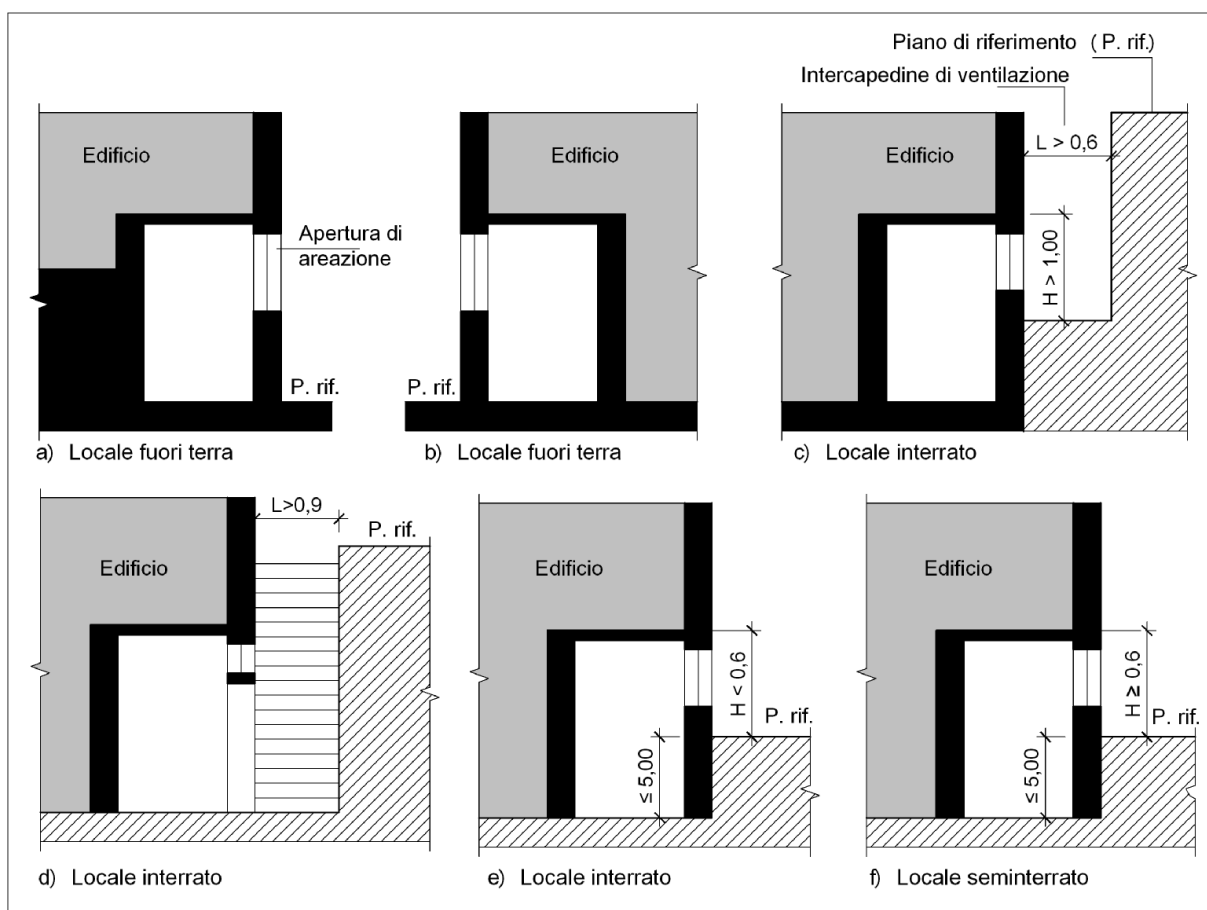 Piano di riferimento ( P. rif.)
Intercapedine di ventilazione
Edificio
Apertura di
areazione
P. rif.
a) Locale fuori terra
Edificio
P. rif.
b) Locale fuori terra
Edificio
L > 0,6
H > 1,00
c) Locale interrato
L>0,9
P. rif.
Edificio
d) Locale interrato
Edificio
H < 0,6
P. rif.
≤ 5,00
e) Locale interrato
Edificio
H ≥ 0,6
P. rif.
≤ 5,00
f) Locale seminterrato